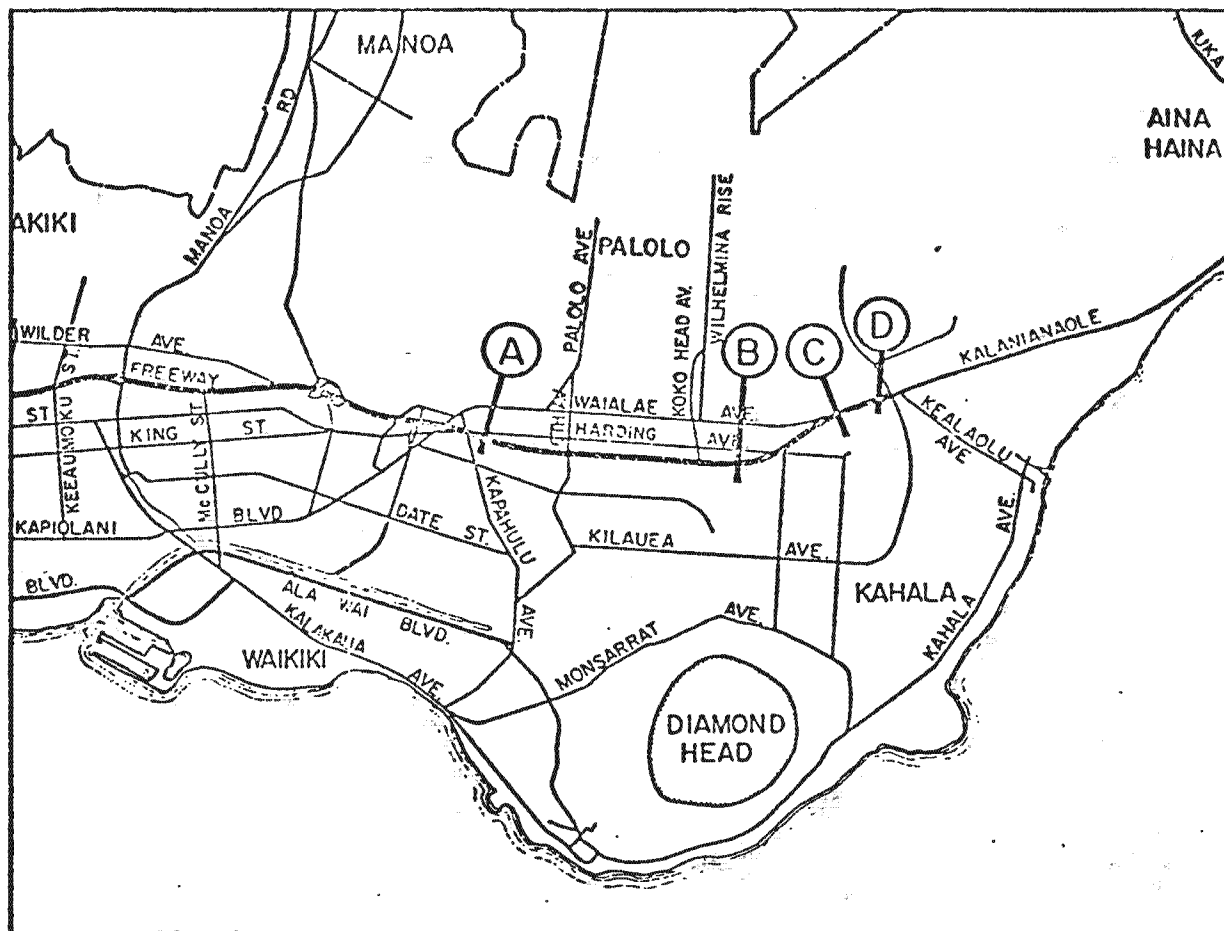 MANOA
IUKA
RD
AINA
HAINA
MANOA
AKIKI
PALOLO AVE
PALOLO
WILHELMINA RISE
KOKO HEAD AV.
WILDER AVE.
KEEAUMOKU ST.
FREEWAY
A
B
C
D
KALANIANAOLE
WAIALAE AVE.
HARDING AVE
ST
KING ST
McCULLY ST.
KEALAOLU
AVE
KAPIOLANI BLVD
DATE ST.
KAPAHULU AVE
KILAUEA AVE.
BLVD.
ALA WAI BLVD.
KALAKAUA AVE.
WAIKIKI
MONSARRAT AVE.
KAHALA
KAHALA AVE.
DIAMOND
HEAD